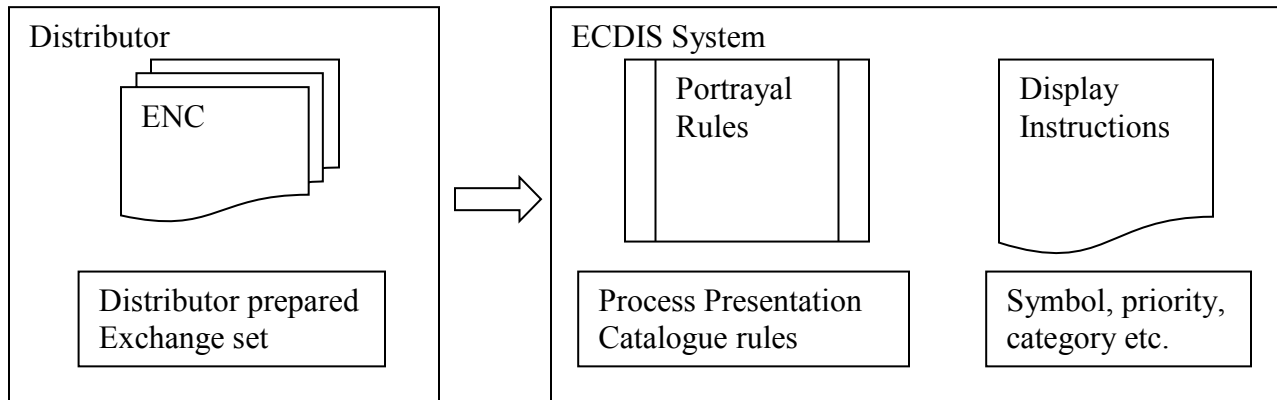 Distributor
ENC
Distributor prepared
Exchange set
ECDIS System
Portrayal
Rules
Display
Instructions
Process Presentation
Catalogue rules
Symbol, priority,
category etc.